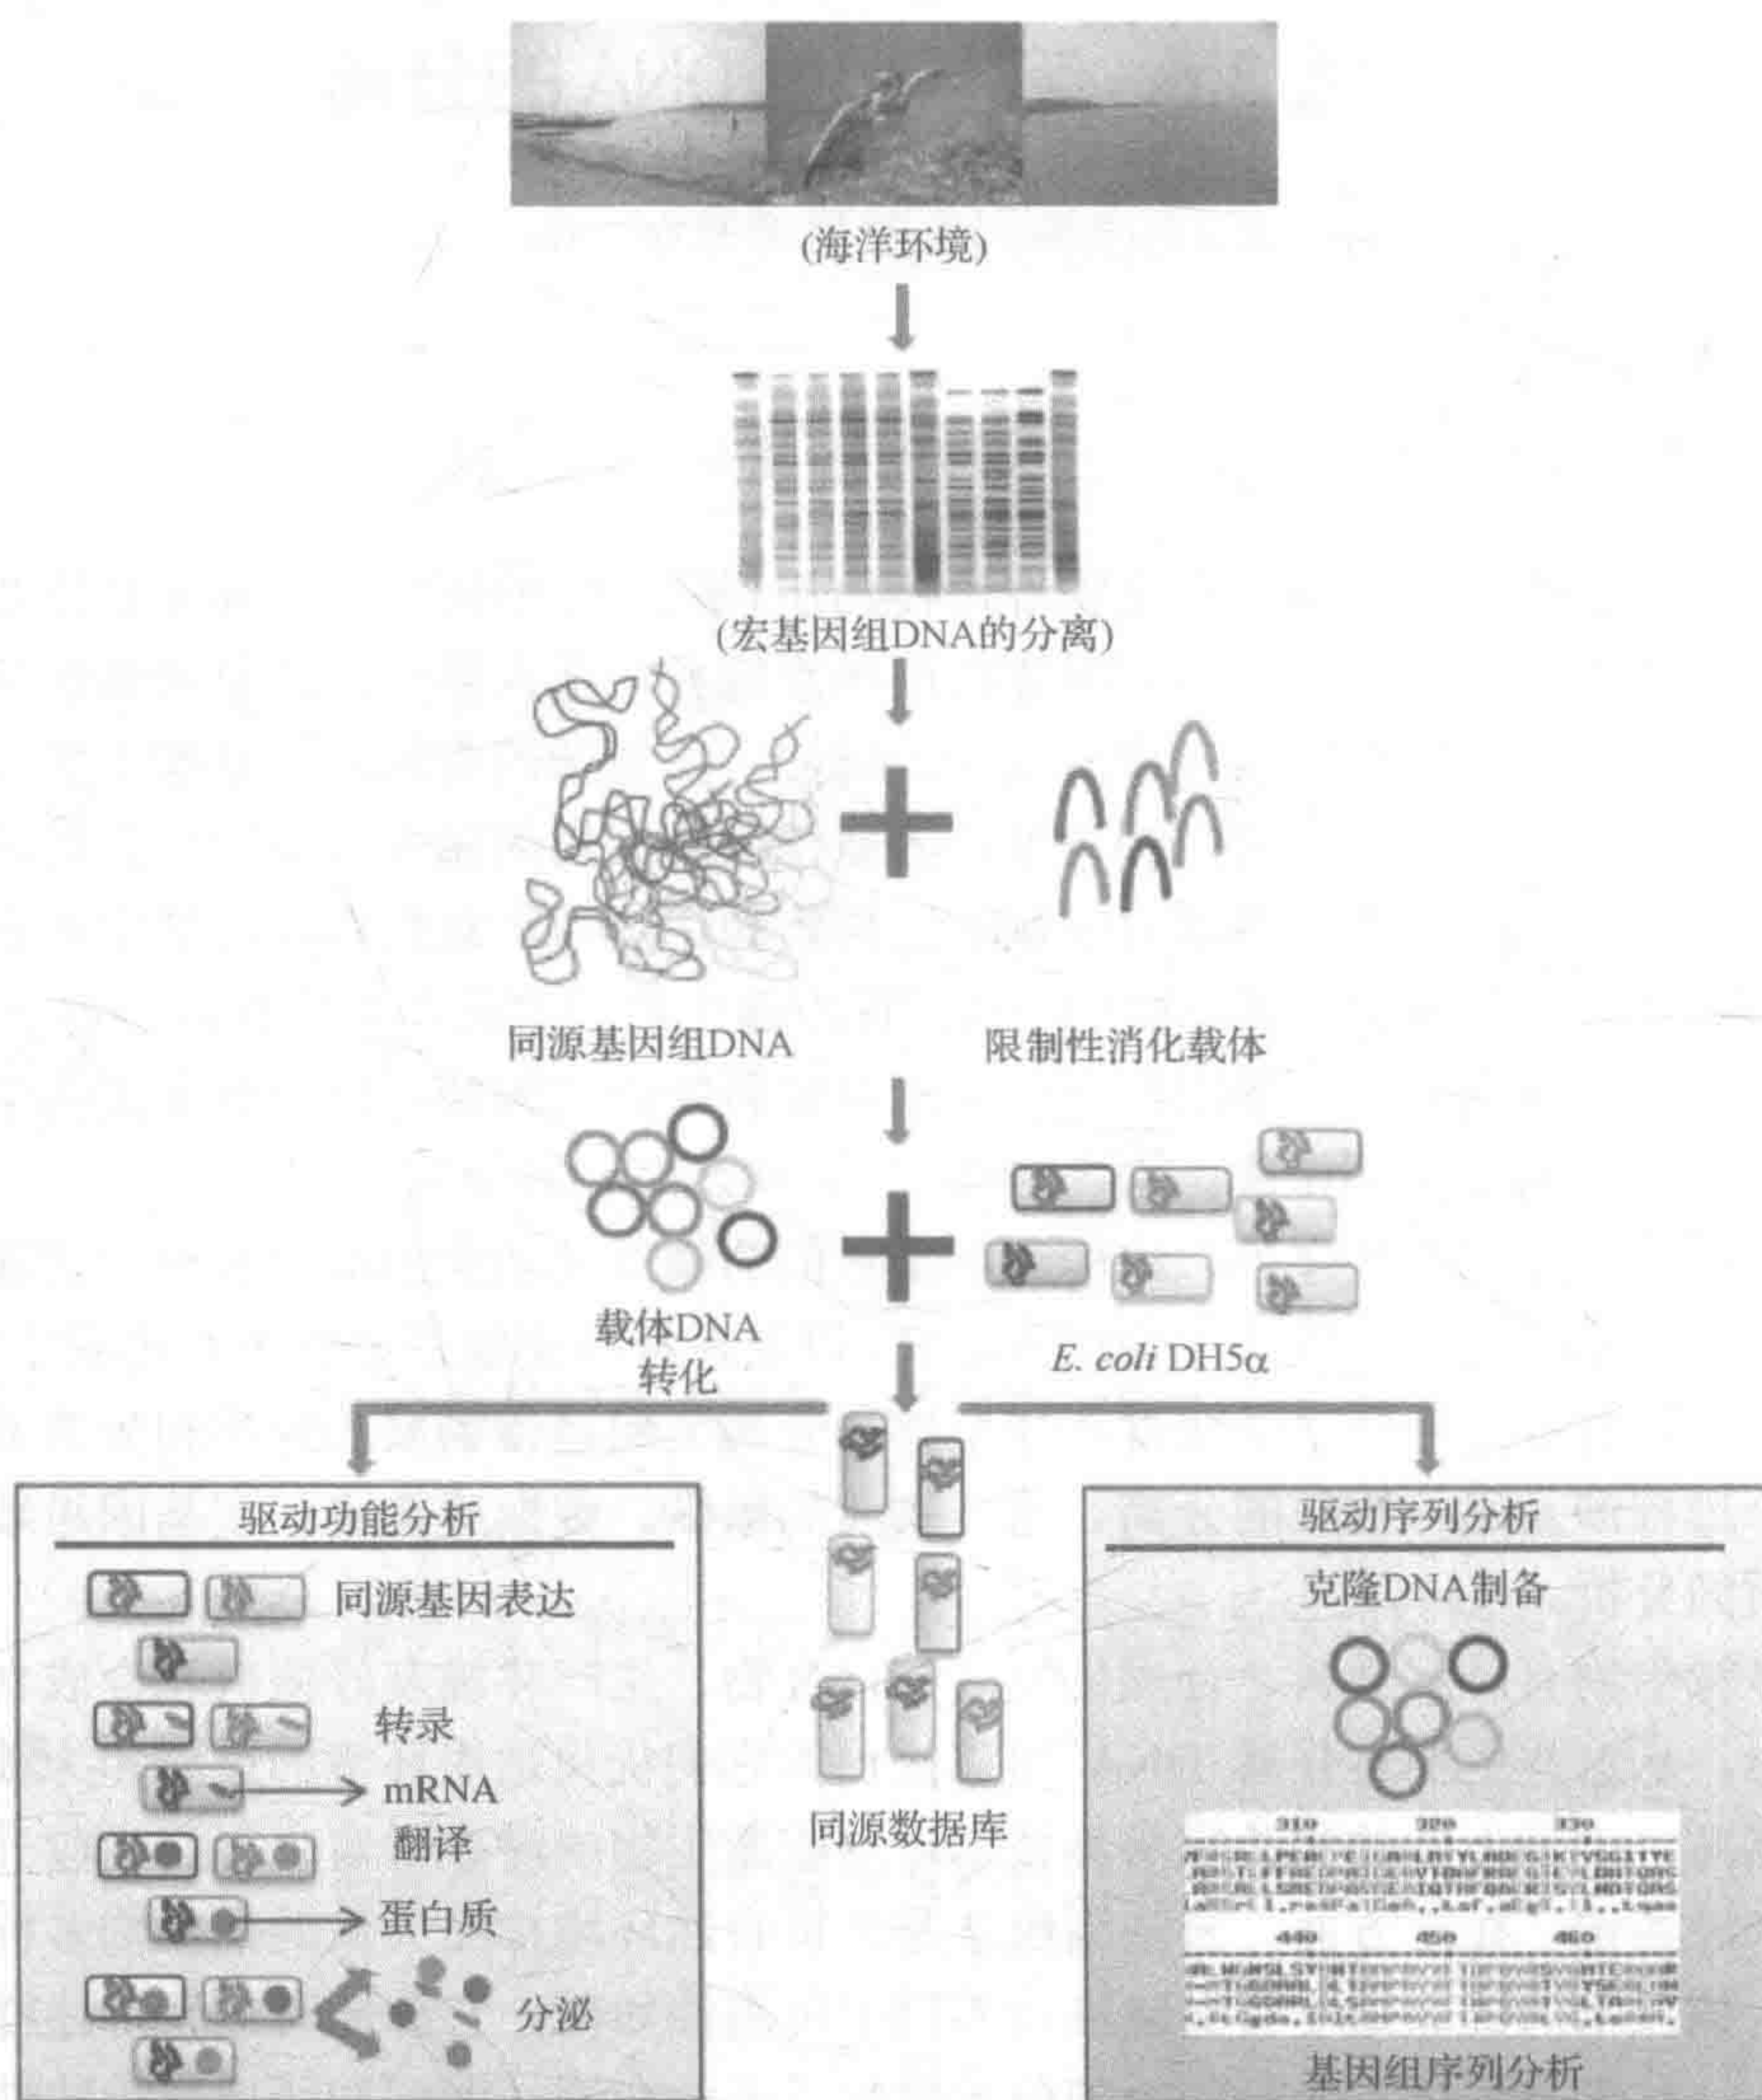 (海洋环境)
(宏基因组DNA的分离)
同源基因组DNA
限制性消化载体
载体DNA
转化
E. coli DH5α
驱动功能分析
同源基因表达
转录
mRNA
翻译
蛋白质
分泌
同源数据库
驱动序列分析
克隆DNA制备
310 320 330
440 450 460
基因组序列分析